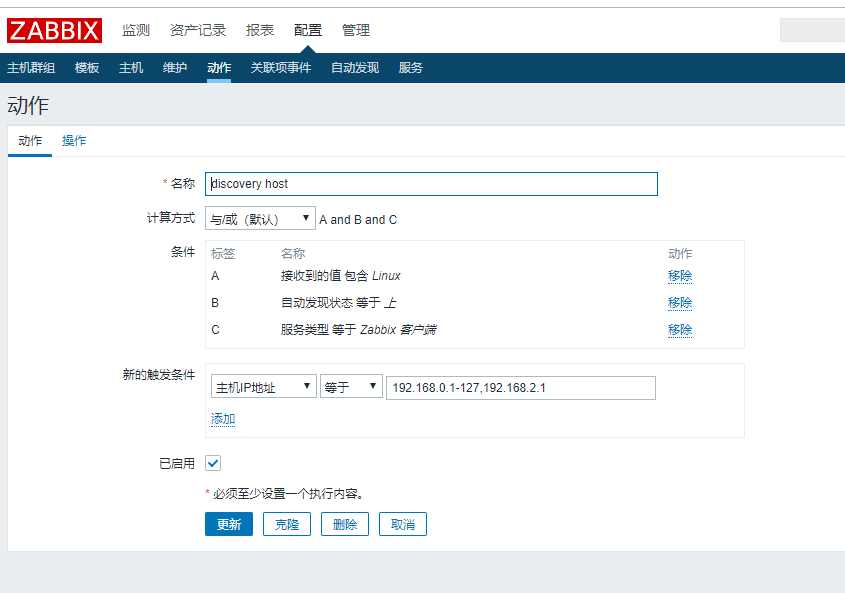 ZABBIX 监测 资产记录 报表 配置 管理
主机群组 模板 主机 维护 动作 关联项事件 自动发现 服务
动作
动作 操作
* 名称 discovery host
计算方式 与/或（默认） A and B and C
条件 标签 名称 动作
A 接收到的值 包含 Linux 移除
B 自动发现状态 等于 上 移除
C 服务类型 等于 Zabbix 客户端 移除
新的触发条件 主机IP地址 等于 192.168.0.1-127,192.168.2.1
添加
已启用
* 必须至少设置一个执行内容。
更新 克隆 删除 取消